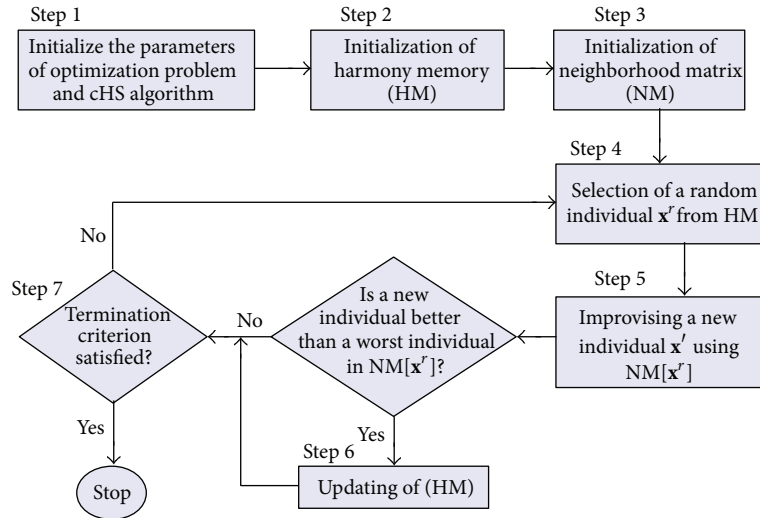 Step 1
Initialize the parameters
of optimization problem
and cHS algorithm
Step 2
Initialization of
harmony memory
(HM)
Step 3
Initialization of
neighborhood matrix
(NM)
Step 4
Selection of a random
individual xʳ from HM
Step 5
Improvising a new
individual x′ using
NM[xʳ]
Is a new
individual better
than a worst individual
in NM[xʳ]?
No
Yes
Step 6
Updating of (HM)
Step 7
Termination
criterion
satisfied?
No
Yes
Stop